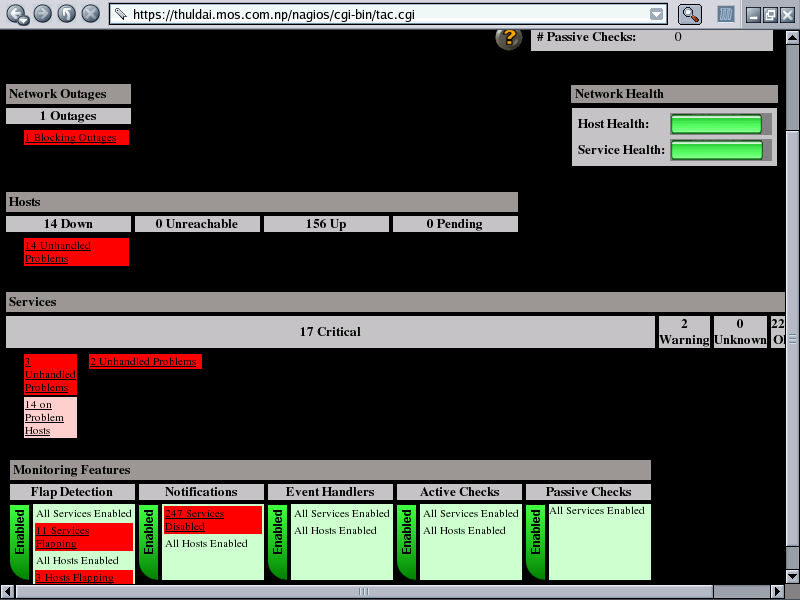 https://thuldai.mos.com.np/nagios/cgi-bin/tac.cgi
?
# Passive Checks: 0
Network Outages
1 Outages
1 Blocking Outages
Network Health
Host Health:
Service Health:
Hosts
14 Down 0 Unreachable 156 Up 0 Pending
14 Unhandled
Problems
Services
17 Critical
2
Warning
0
Unknown
22
3
Unhandled
Problems
2 Unhandled Problems
14 on
Problem
Hosts
Monitoring Features
Flap Detection Notifications Event Handlers Active Checks Passive Checks
Enabled
All Services Enabled
11 Services
Flapping
All Hosts Enabled
3 Hosts Flapping
Enabled
247 Services
Disabled
All Hosts Enabled
Enabled
All Services Enabled
All Hosts Enabled
Enabled
All Services Enabled
All Hosts Enabled
Enabled
All Services Enabled